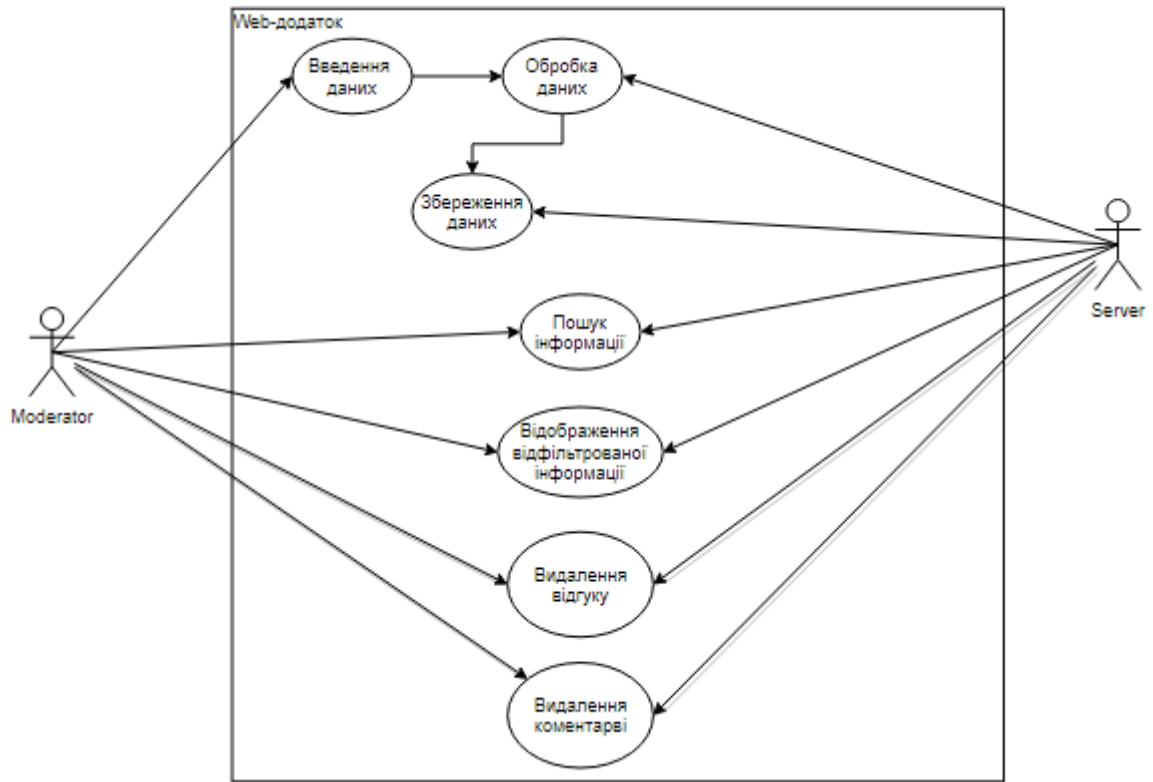 Web-додаток
Введення
даних
Обробка
даних
Збереження
даних
Server
Пошук
інформації
Moderator
Відображення
відфільтрованої
інформації
Видалення
відгуку
Видалення
коментарві